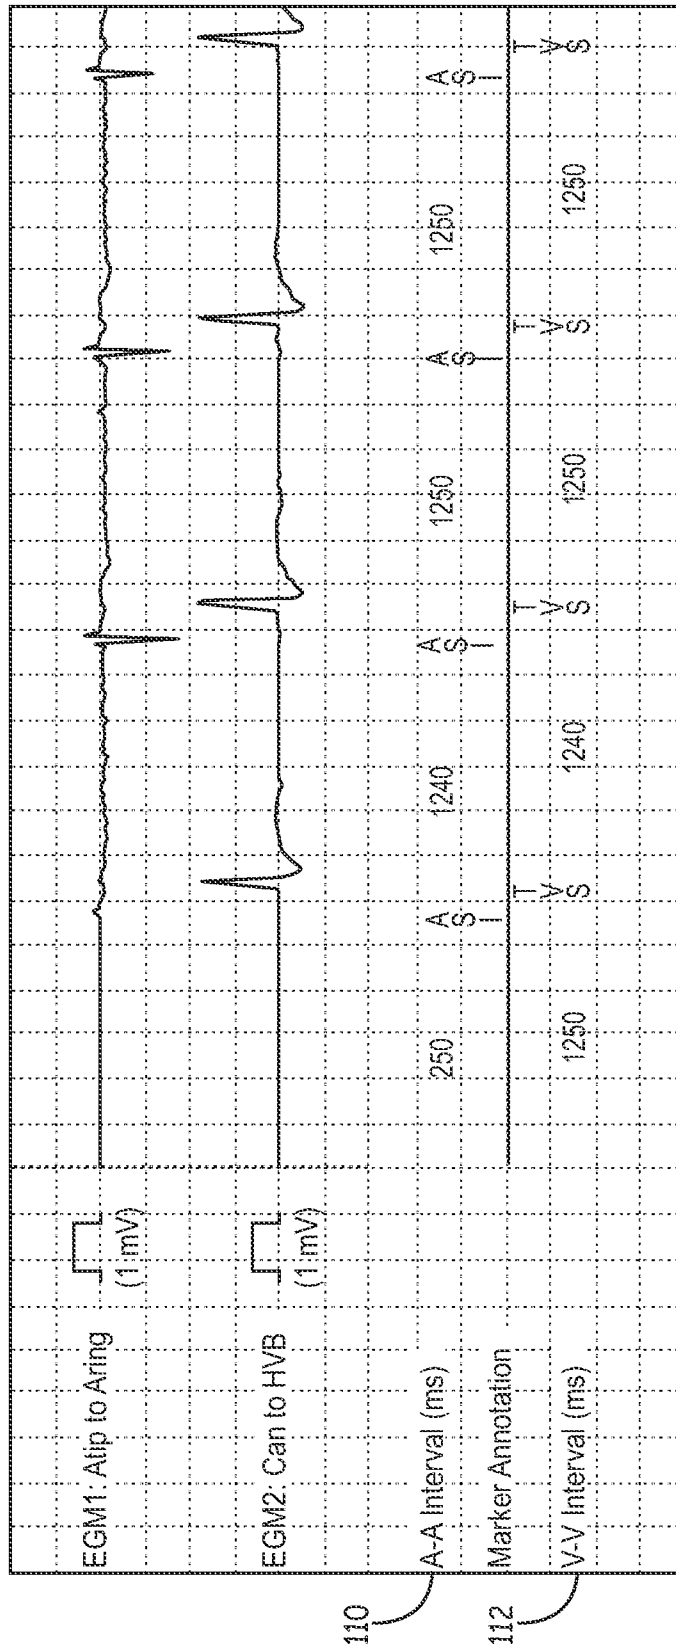 EGM1: Atip to Aring
(1 mV)
EGM2: Can to HVB
(1 mV)
A S A S A S A S
110 A-A Interval (ms) 250 1240 1250 1250
112 Marker Annotation
V-V Interval (ms) 1250 1240 1250 1250
V S V S V S V S